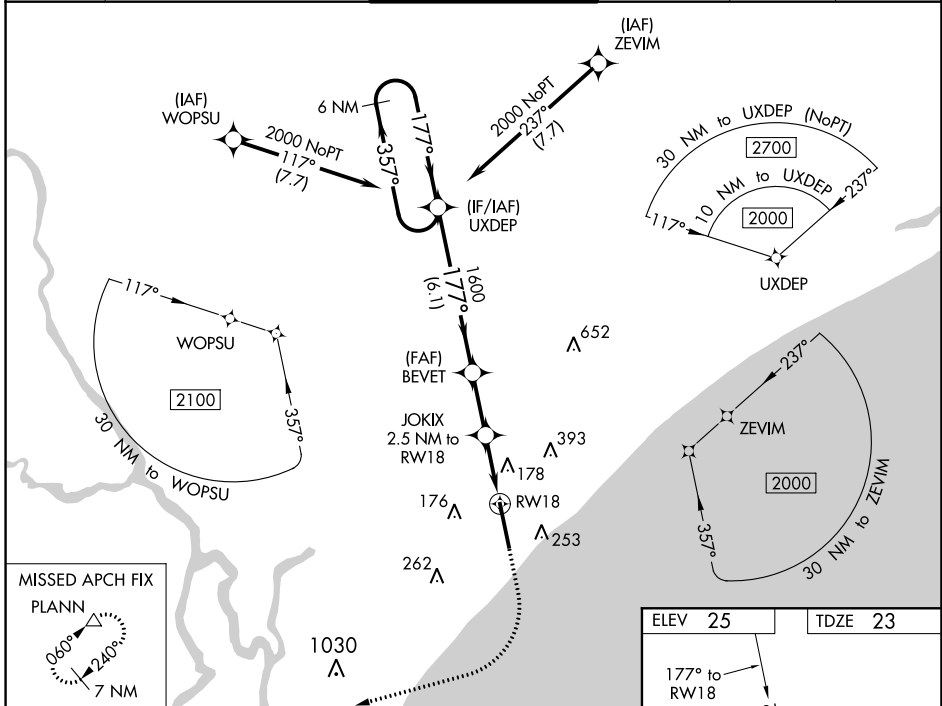 (IAF)
ZEVIM
(IAF)
WOPSU
6 NM
2000 NoPT
117°
(7.7)
2000 NoPT
237°
(7.7)
177°
357°
(IF/IAF)
UXDEP
30 NM to UXDEP (NoPT)
2700
10 NM to UXDEP
2000
117°
237°
UXDEP
1600
177°
(6.1)
117°
WOPSU
2100
357°
30 NM to WOPSU
652
(FAF)
BEVET
JOKIX
2.5 NM to
RW18
393
178
176
RW18
253
262
237°
ZEVIM
2000
357°
30 NM to ZEVIM
MISSED APCH FIX
PLANN
060°
240°
7 NM
1030
ELEV 25
TDZE 23
177° to
RW18